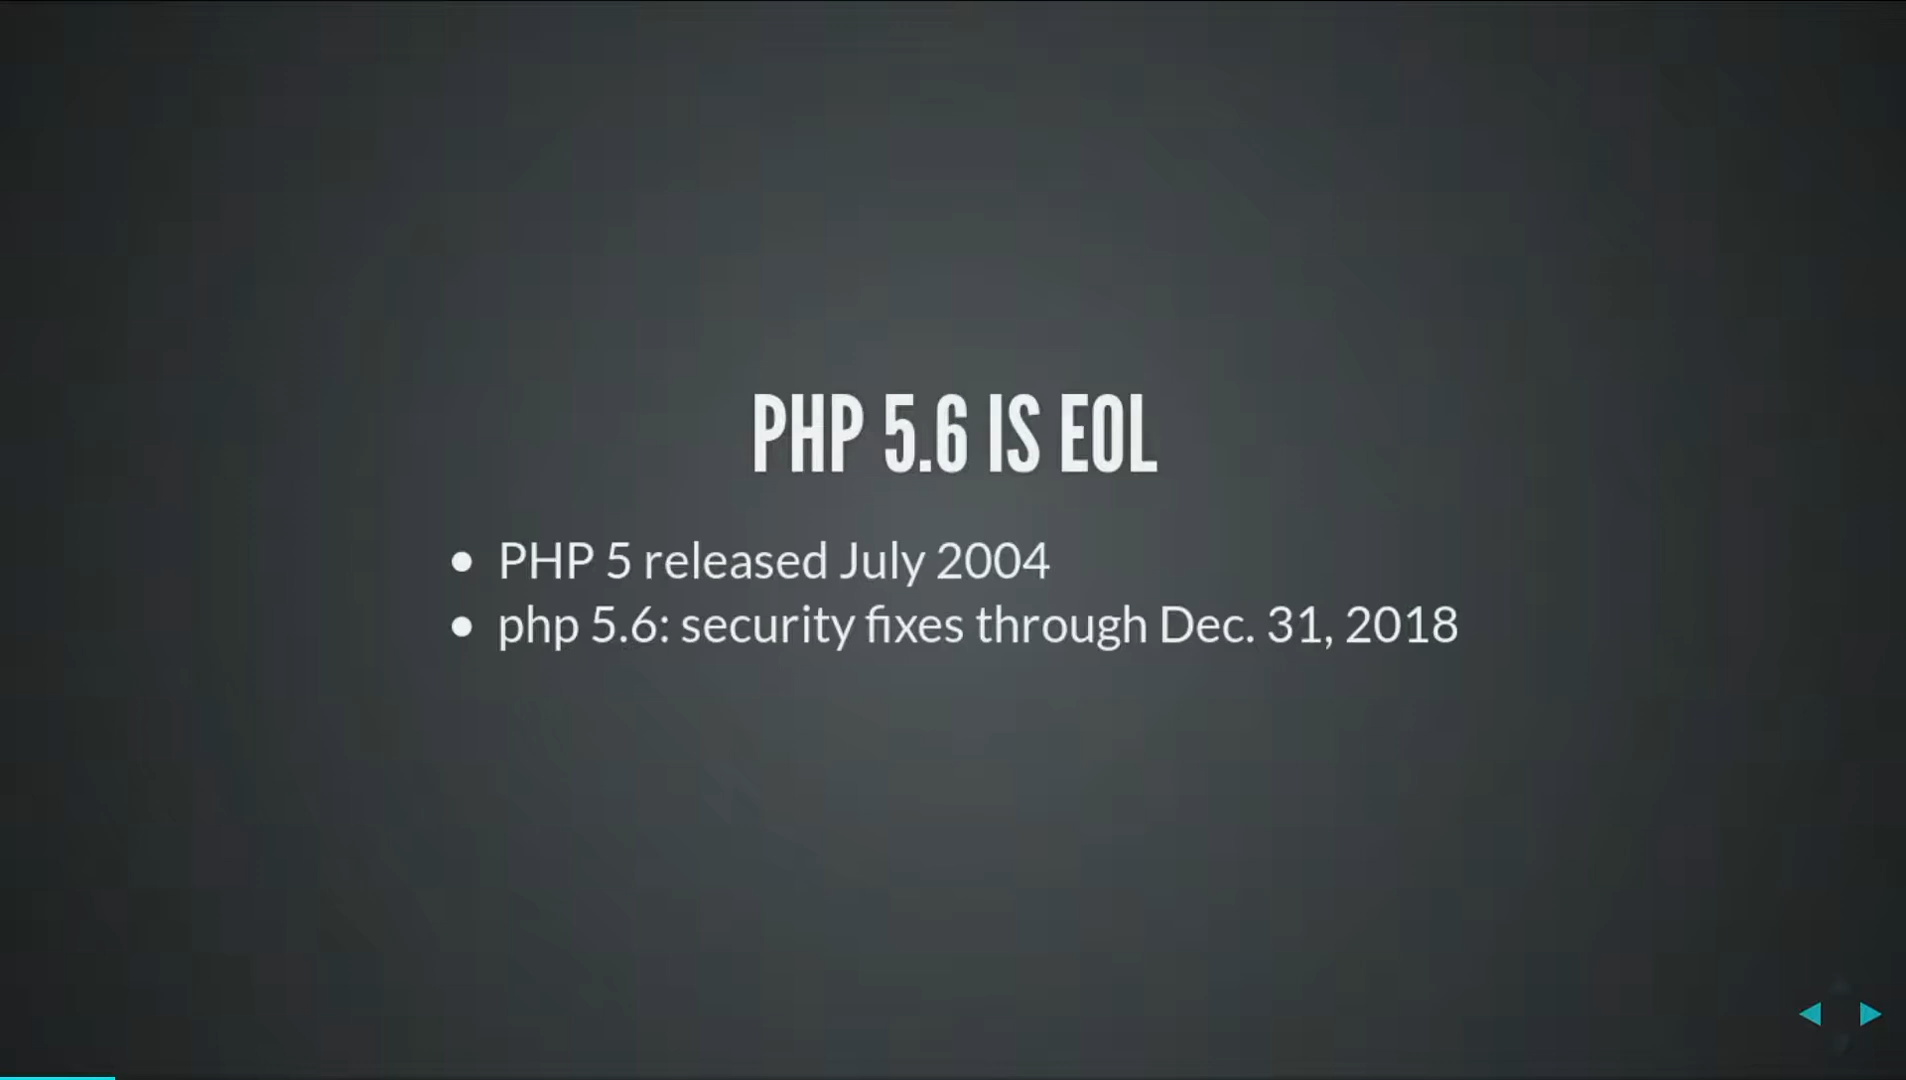 PHP 5.6 IS EOL
PHP 5 released July 2004
php 5.6: security fixes through Dec. 31, 2018